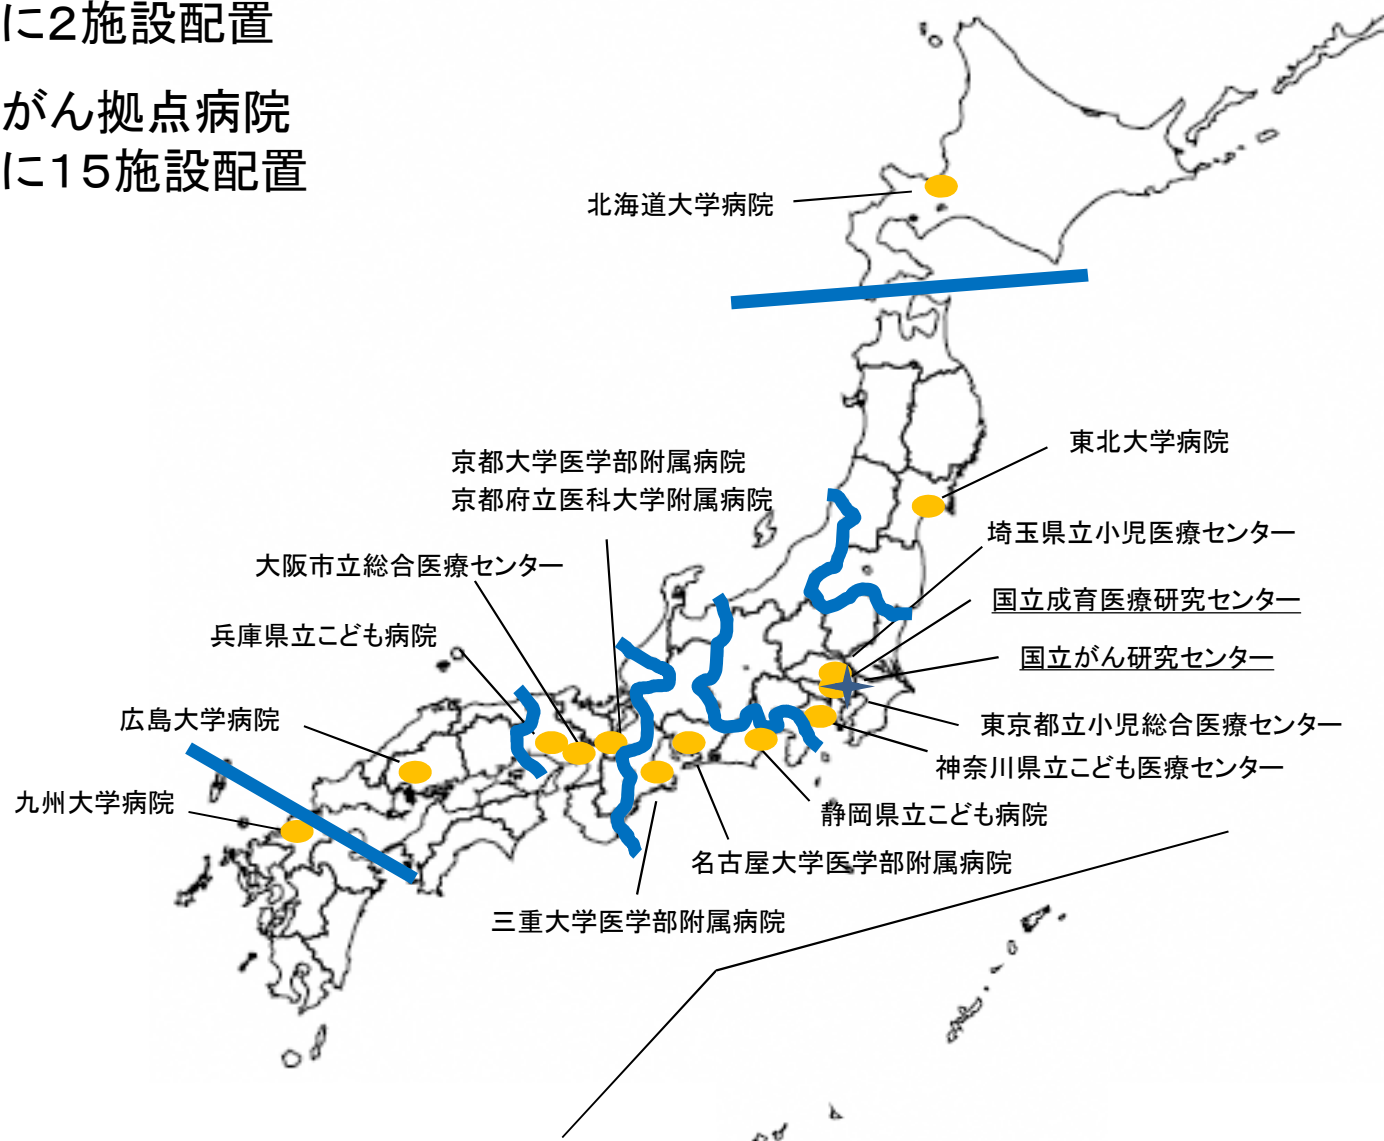 に2施設配置
がん拠点病院
に15施設配置
北海道大学病院
東北大学病院
京都大学医学部附属病院
京都府立医科大学附属病院
埼玉県立小児医療センター
大阪市立総合医療センター
国立成育医療研究センター
兵庫県立こども病院
国立がん研究センター
広島大学病院
東京都立小児総合医療センター
神奈川県立こども医療センター
九州大学病院
静岡県立こども病院
名古屋大学医学部附属病院
三重大学医学部附属病院